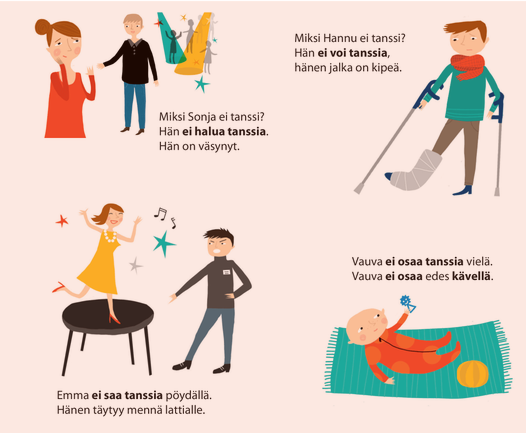 Miksi Sonja ei tanssi?
Hän ei halua tanssia.
Hän on väsynyt.
Miksi Hannu ei tanssi?
Hän ei voi tanssia,
hänen jalka on kipeä.
Emma ei saa tanssia pöydällä.
Hänen täytyy mennä lattialle.
Vauva ei osaa tanssia vielä.
Vauva ei osaa edes kävellä.